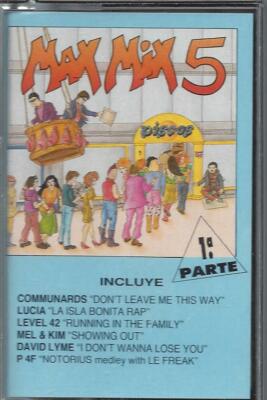 MAX MIX 5
DISCOS
1ª
PARTE
INCLUYE
COMMUNARDS "DON'T LEAVE ME THIS WAY"
LUCIA "LA ISLA BONITA RAP"
LEVEL 42 "RUNNING IN THE FAMILY"
MEL & KIM "SHOWING OUT"
DAVID LYME "I DON'T WANNA LOSE YOU"
P 4F "NOTORIUS medley with LE FREAK"